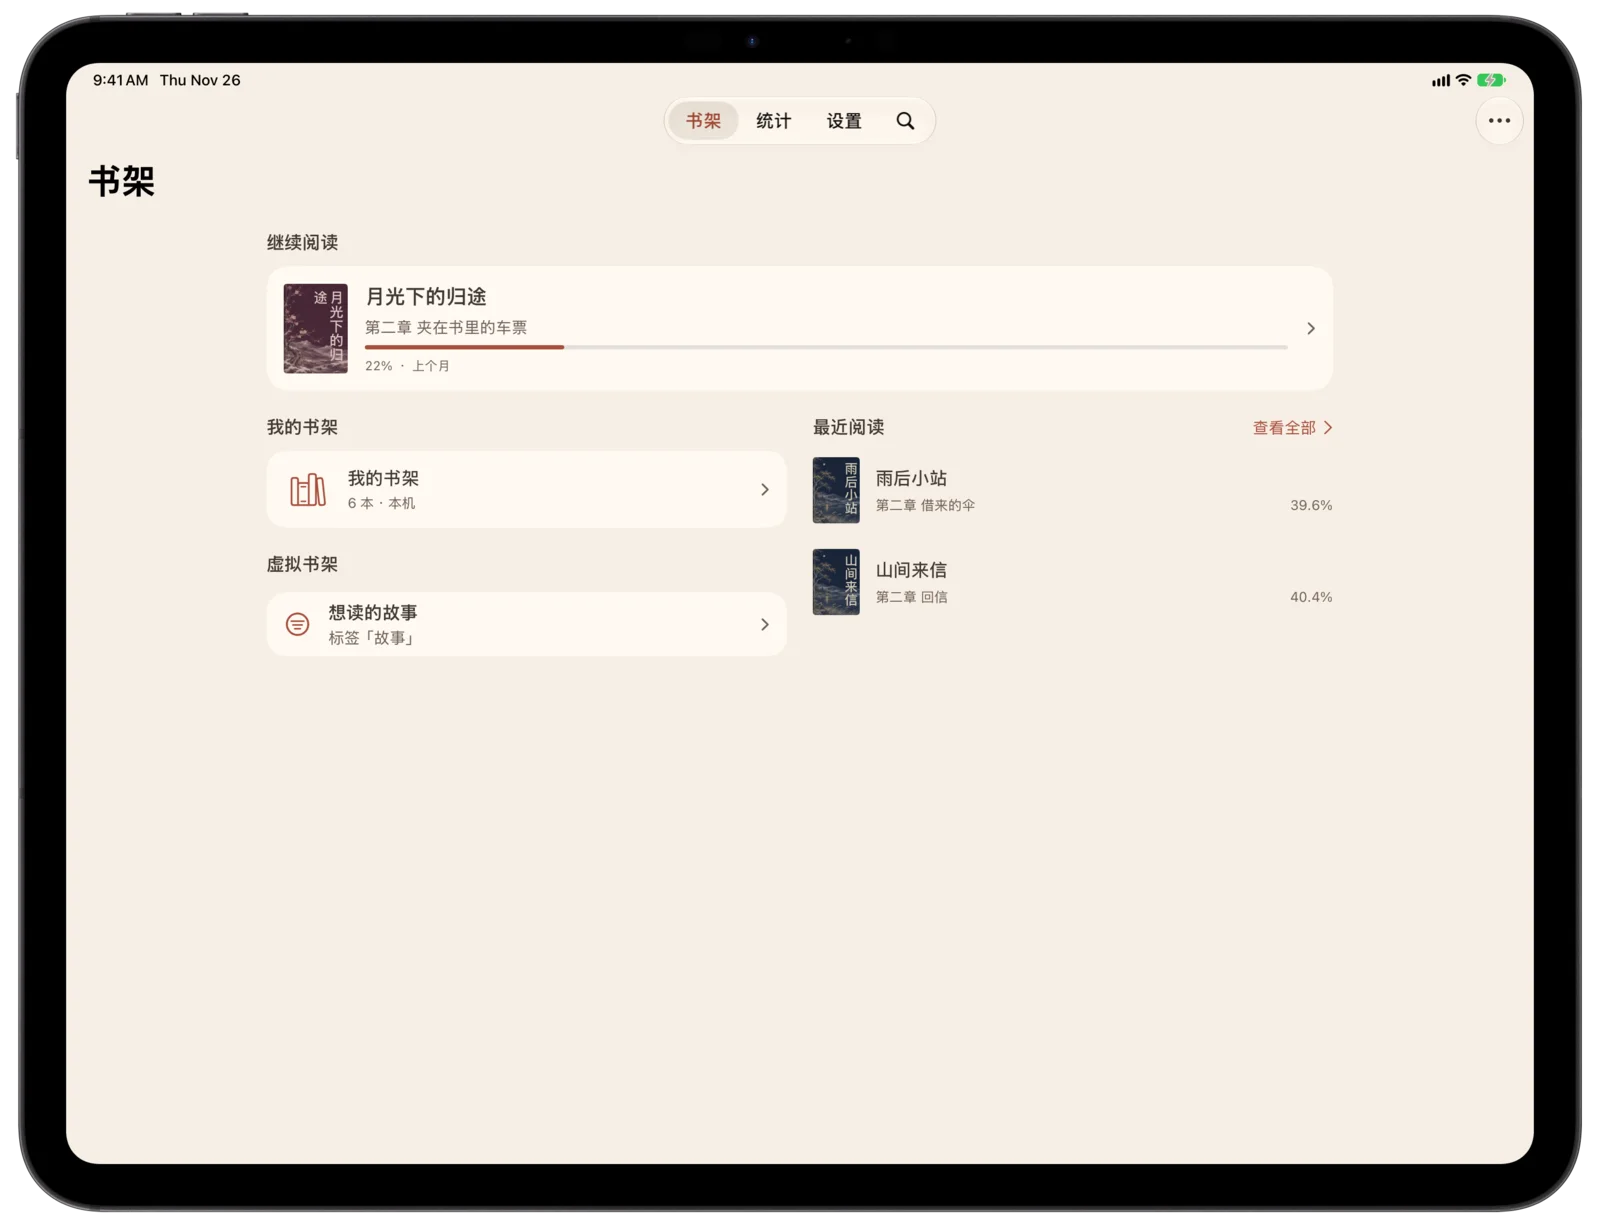 9:41 AM Thu Nov 26
书架 统计 设置
书架
继续阅读
月光下的归途
月光下的归途
第二章 夹在书里的车票
22% · 上个月
我的书架
我的书架
6 本 · 本机
虚拟书架
想读的故事
标签「故事」
最近阅读
查看全部
雨后小站
雨后小站
第二章 借来的伞
39.6%
山间来信
山间来信
第二章 回信
40.4%